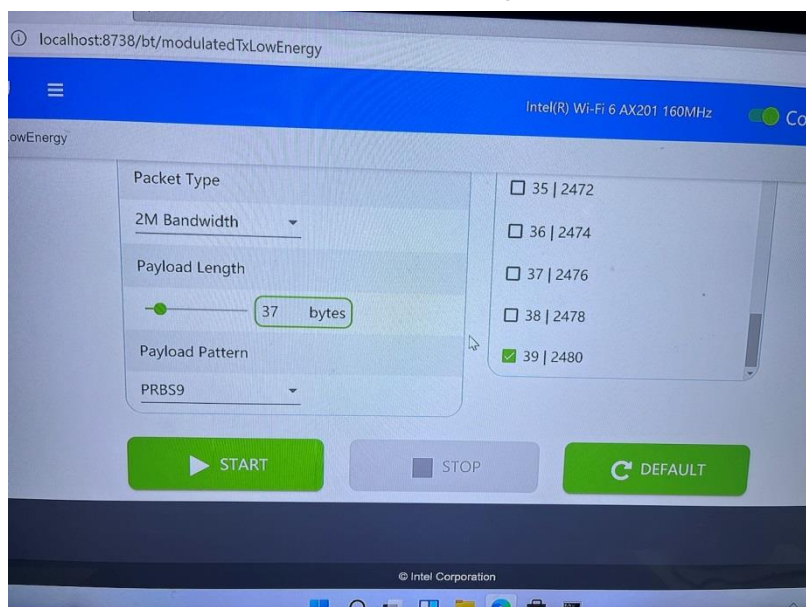 localhost:8738/bt/modulatedTxLowEnergy
Intel(R) Wi-Fi 6 AX201 160MHz
Co
owEnergy
Packet Type
2M Bandwidth
Payload Length
37 bytes
Payload Pattern
PRBS9
35 | 2472
36 | 2474
37 | 2476
38 | 2478
39 | 2480
START
STOP
DEFAULT
© Intel Corporation